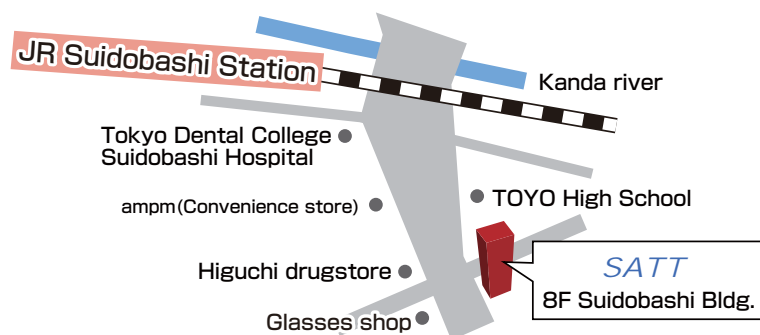 JR Suidobashi Station
Kanda river
Tokyo Dental College
Suidobashi Hospital
TOYO High School
ampm(Convenience store)
Higuchi drugstore
SATT
8F Suidobashi Bldg.
Glasses shop